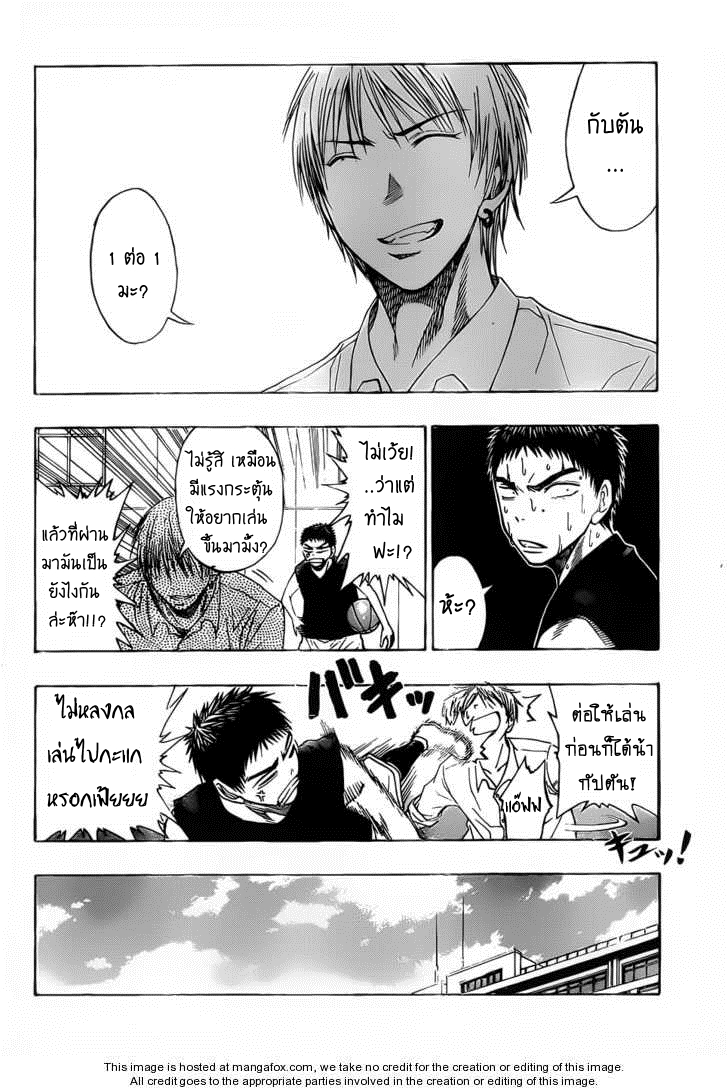 กับตัน
...
1 ต่อ 1
มะ?
ห้ะ?
ไม่เว้ย!
..ว่าแต่
ทำไม
ฟะ!?
ไม่รู้สิ เหมือน
มีแรงกระตุ้น
ให้อยากเล่น
ขึ้นมามั้ง?
แล้วที่ผ่าน
มามันเป็น
ยังไงกัน
ล่ะห๊า!!?
ต่อให้เล่น
ก่อนก็ได้น้า
กัปตัน!
バキッ
แอ๊ฟฟ
ไม่หลงกล
เล่นไปกะแก
หรอกเฟ้ยยย
キュッ!
This image is hosted at mangafox.com, we take no credit for the creation or editing of this image.
All credit goes to the appropriate parties involved in the creation or editing of this image.